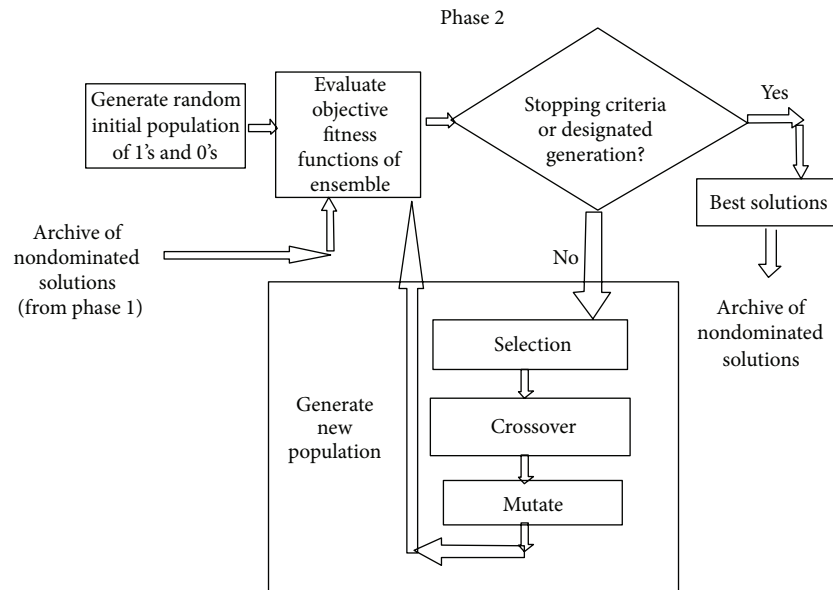 Phase 2
Generate random
initial population
of 1's and 0's
Evaluate
objective
fitness
functions of
ensemble
Stopping criteria
or designated
generation?
Yes
Best solutions
Archive of
nondominated
solutions
Archive of
nondominated
solutions
(from phase 1)
No
Selection
Generate
new
population
Crossover
Mutate